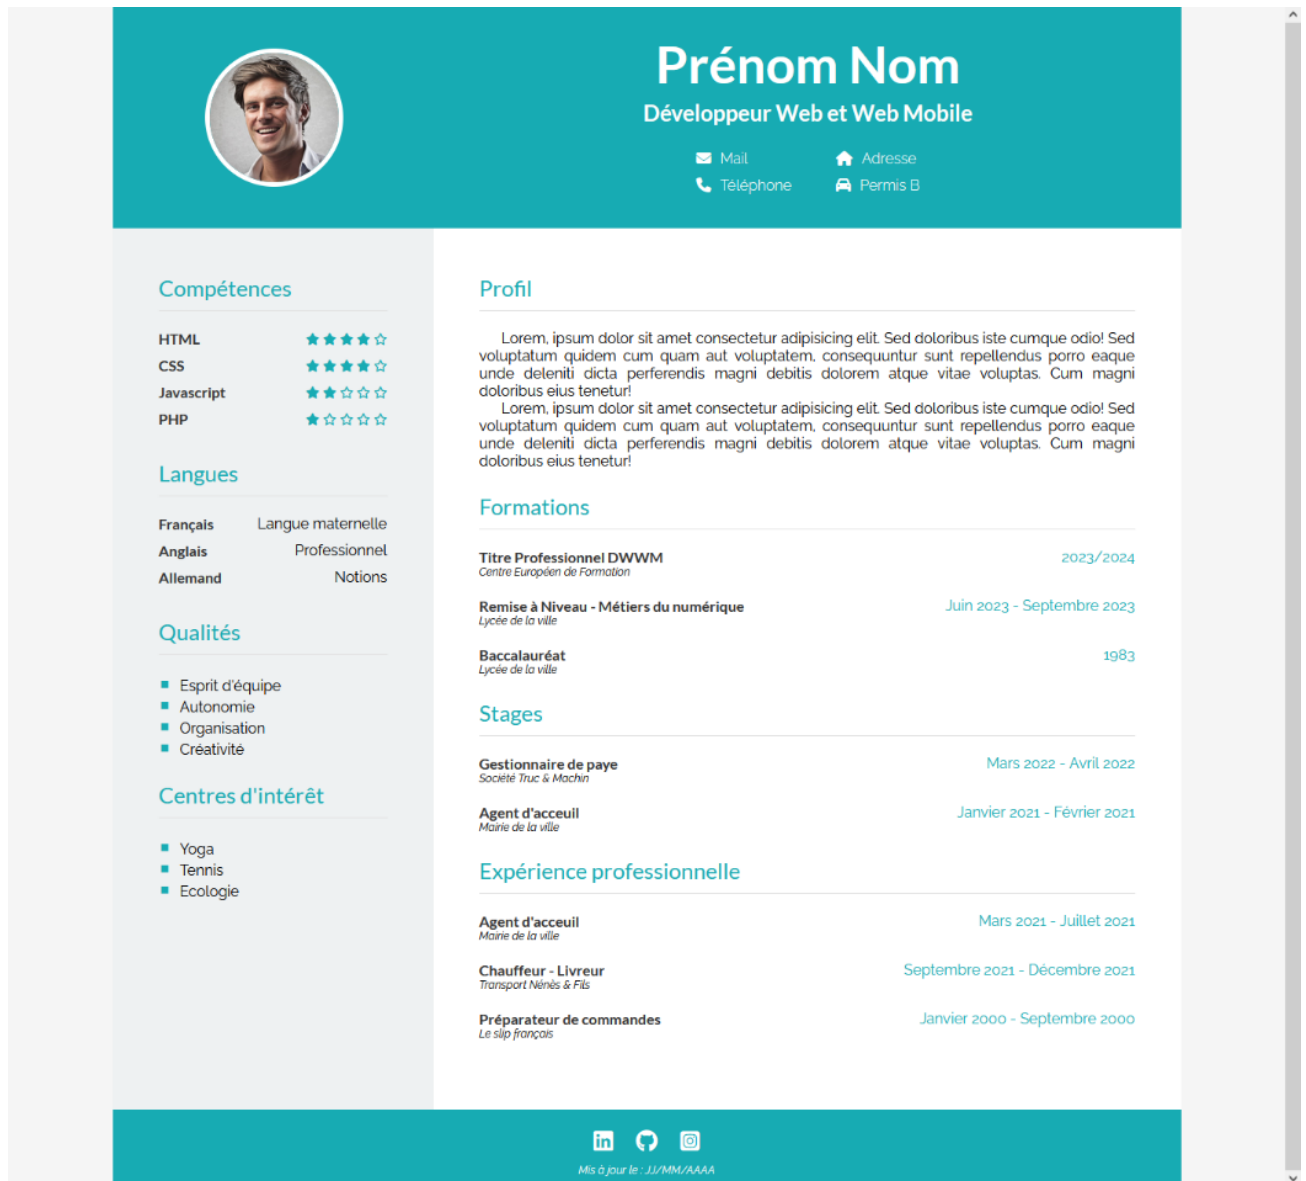 Prénom Nom
Développeur Web et Web Mobile
Mail
Adresse
Téléphone
Permis B
Compétences
HTML
CSS
Javascript
PHP
Langues
Français Langue maternelle
Anglais Professionnel
Allemand Notions
Qualités
Esprit d'équipe
Autonomie
Organisation
Créativité
Centres d'intérêt
Yoga
Tennis
Ecologie
Profil
Lorem, ipsum dolor sit amet consectetur adipisicing elit. Sed doloribus iste cumque odio! Sed
voluptatum quidem cum quam aut voluptatem, consequuntur sunt repellendus porro eaque
unde deleniti dicta perferendis magni debitis dolorem atque vitae voluptas. Cum magni
doloribus eius tenetur!
Lorem, ipsum dolor sit amet consectetur adipisicing elit. Sed doloribus iste cumque odio! Sed
voluptatum quidem cum quam aut voluptatem, consequuntur sunt repellendus porro eaque
unde deleniti dicta perferendis magni debitis dolorem atque vitae voluptas. Cum magni
doloribus eius tenetur!
Formations
Titre Professionnel DWWM 2023/2024
Centre Européen de Formation
Remise à Niveau - Métiers du numérique Juin 2023 - Septembre 2023
Lycée de la ville
Baccalauréat 1983
Lycée de la ville
Stages
Gestionnaire de paye Mars 2022 - Avril 2022
Société Truc & Machin
Agent d'acceuil Janvier 2021 - Février 2021
Mairie de la ville
Expérience professionnelle
Agent d'acceuil Mars 2021 - Juillet 2021
Mairie de la ville
Chauffeur - Livreur Septembre 2021 - Décembre 2021
Transport Nénès & Fils
Préparateur de commandes Janvier 2000 - Septembre 2000
Le slip français
Mis à jour le : JJ/MM/AAAA